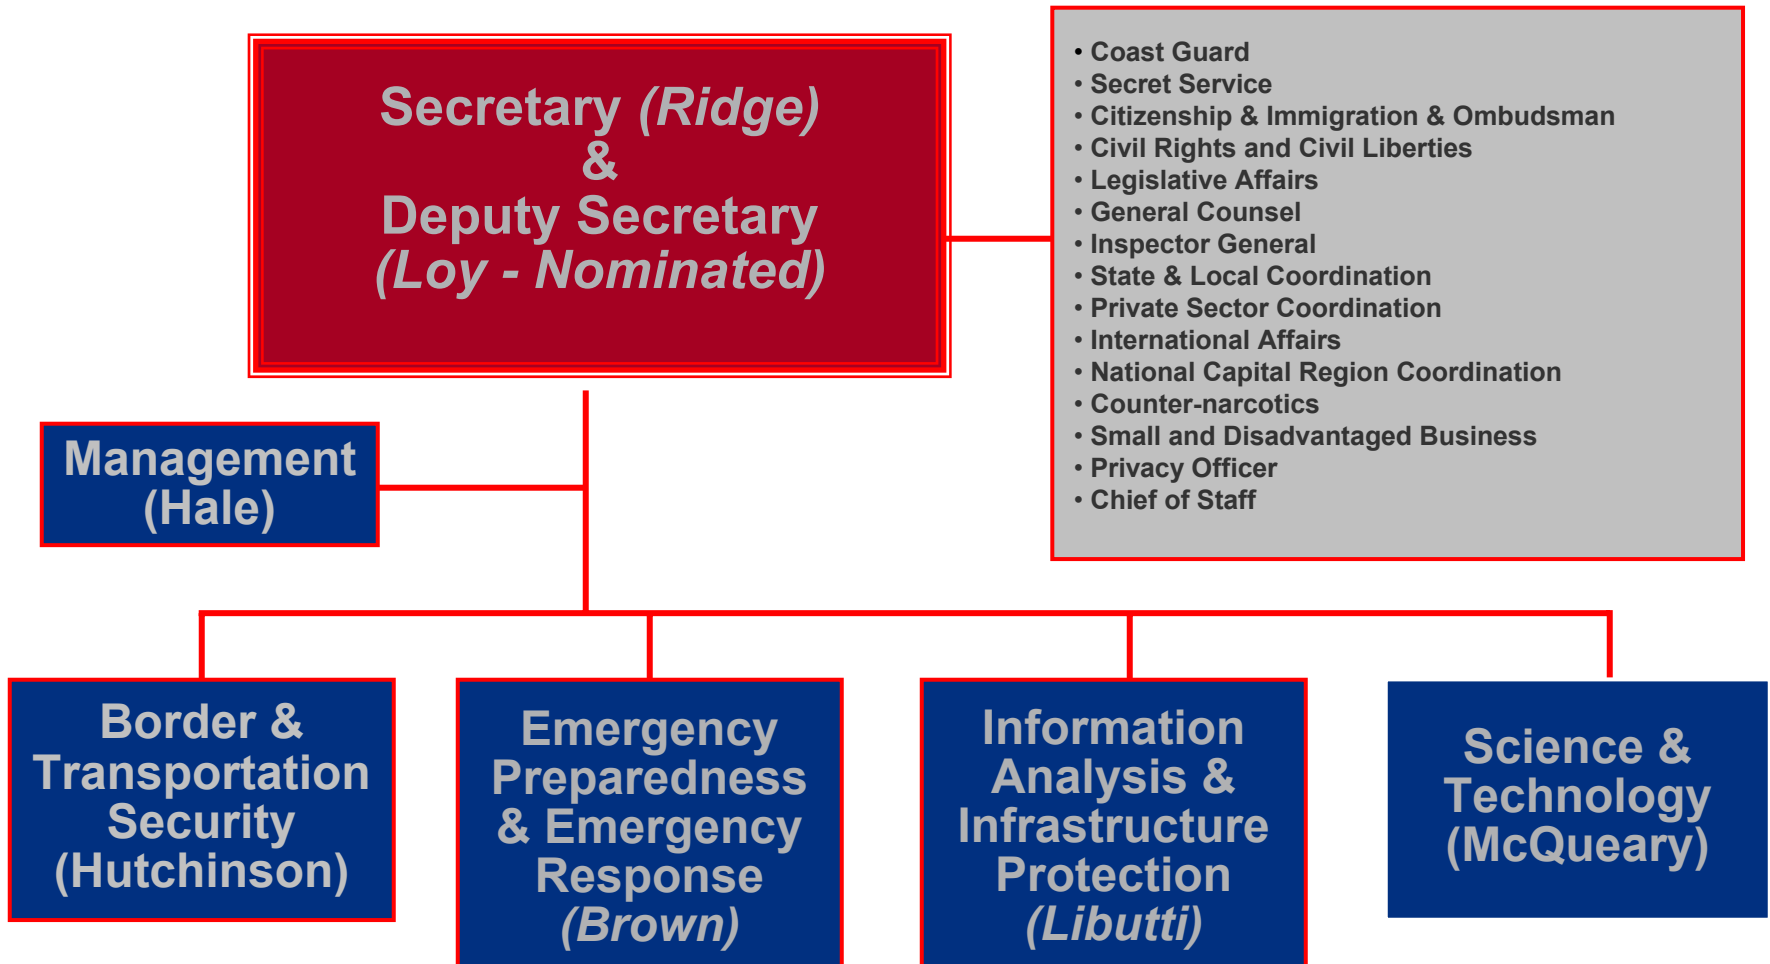 Secretary (Ridge)
&
Deputy Secretary
(Loy - Nominated)
• Coast Guard
• Secret Service
• Citizenship & Immigration & Ombudsman
• Civil Rights and Civil Liberties
• Legislative Affairs
• General Counsel
• Inspector General
• State & Local Coordination
• Private Sector Coordination
• International Affairs
• National Capital Region Coordination
• Counter-narcotics
• Small and Disadvantaged Business
• Privacy Officer
• Chief of Staff
Management
(Hale)
Border &
Transportation
Security
(Hutchinson)
Emergency
Preparedness
& Emergency
Response
(Brown)
Information
Analysis &
Infrastructure
Protection
(Libutti)
Science &
Technology
(McQueary)